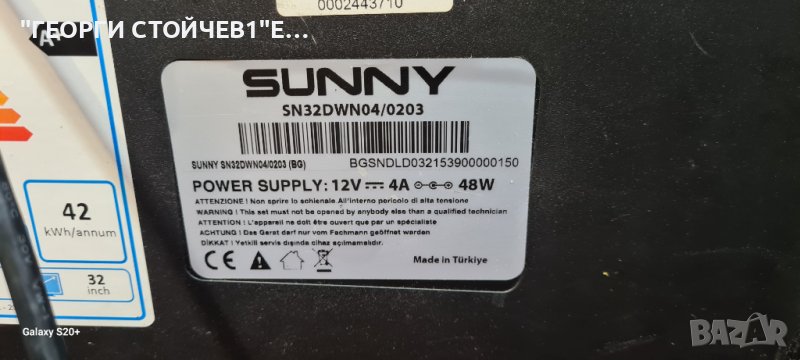 0002443710
"ГЕОРГИ СТОЙЧЕВ1"Е...
A+
SUNNY
SN32DWN04/0203
SUNNY SN32DWN04/0203 (BG)
BGSNDLD032153900000150
POWER SUPPLY: 12V 4A 48W
ATTENZIONE ! Non aprire lo schienale All'interno pericolo di alta tensione
WARNING ! This set must not be opened by anybody else than a qualified technician
ATTENTION ! L'appareil ne doit être ouvert que par un spécialiste
ACHTUNG ! Das Gerät darf nur vom Fachmann geöffnet warden
DİKKAT ! Yetkili servis dışında cihaz açılmamalıdır.
CE
Made in Türkiye
42
kWh/annum
32
inch
Galaxy S20+
BAZAR